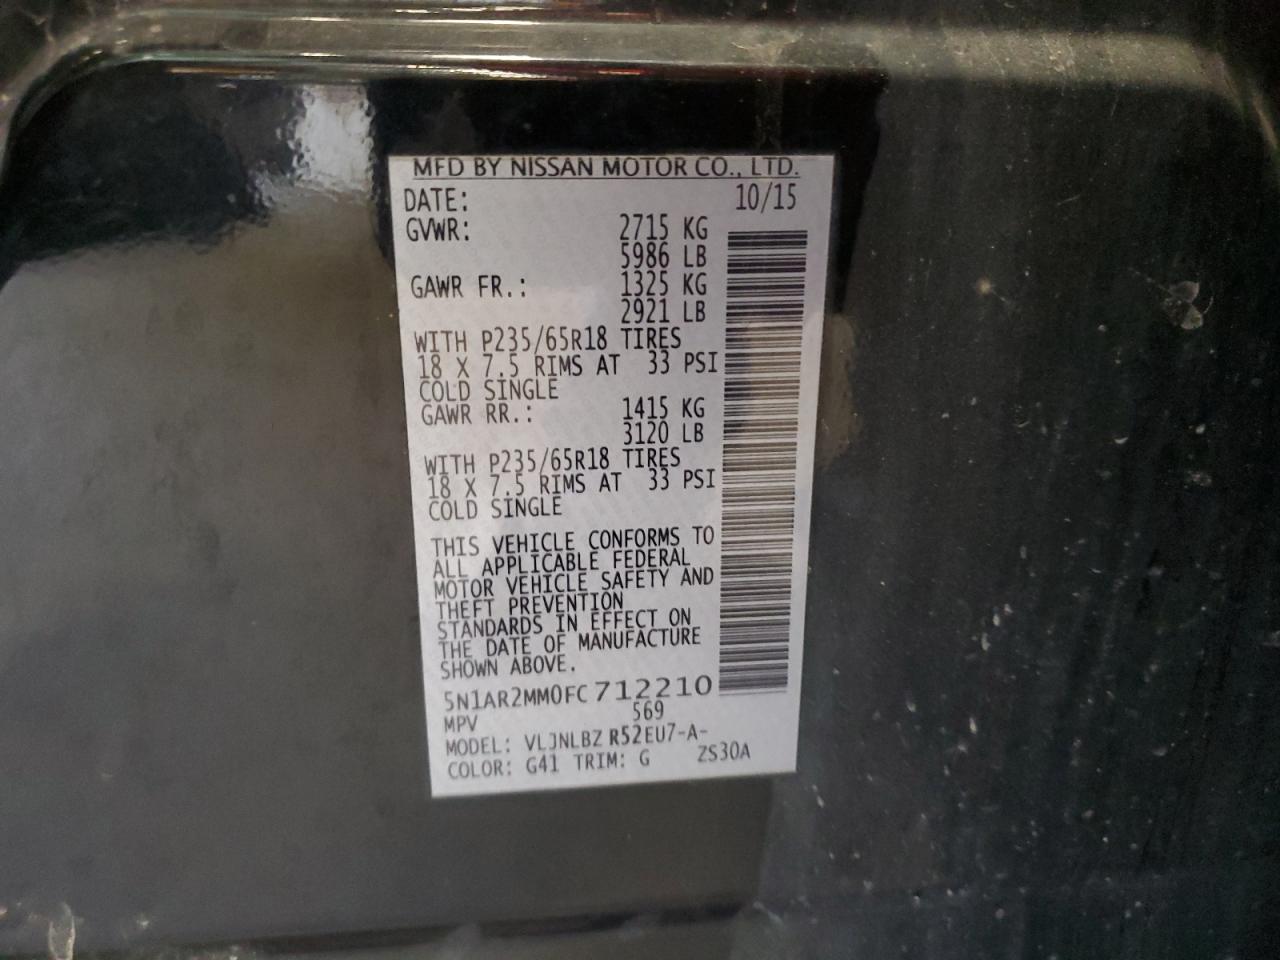 MFD BY NISSAN MOTOR CO., LTD.
DATE: 10/15
GVWR: 2715 KG
5986 LB
GAWR FR.: 1325 KG
2921 LB
WITH P235/65R18 TIRES
18 X 7.5 RIMS AT 33 PSI
COLD SINGLE
GAWR RR.: 1415 KG
3120 LB
WITH P235/65R18 TIRES
18 X 7.5 RIMS AT 33 PSI
COLD SINGLE
THIS VEHICLE CONFORMS TO
ALL APPLICABLE FEDERAL
MOTOR VEHICLE SAFETY AND
THEFT PREVENTION
STANDARDS IN EFFECT ON
THE DATE OF MANUFACTURE
SHOWN ABOVE.
5N1AR2MM0FC712210
MPV 569
MODEL: VLJNLBZ R52EU7-A-
COLOR: G41 TRIM: G ZS30A